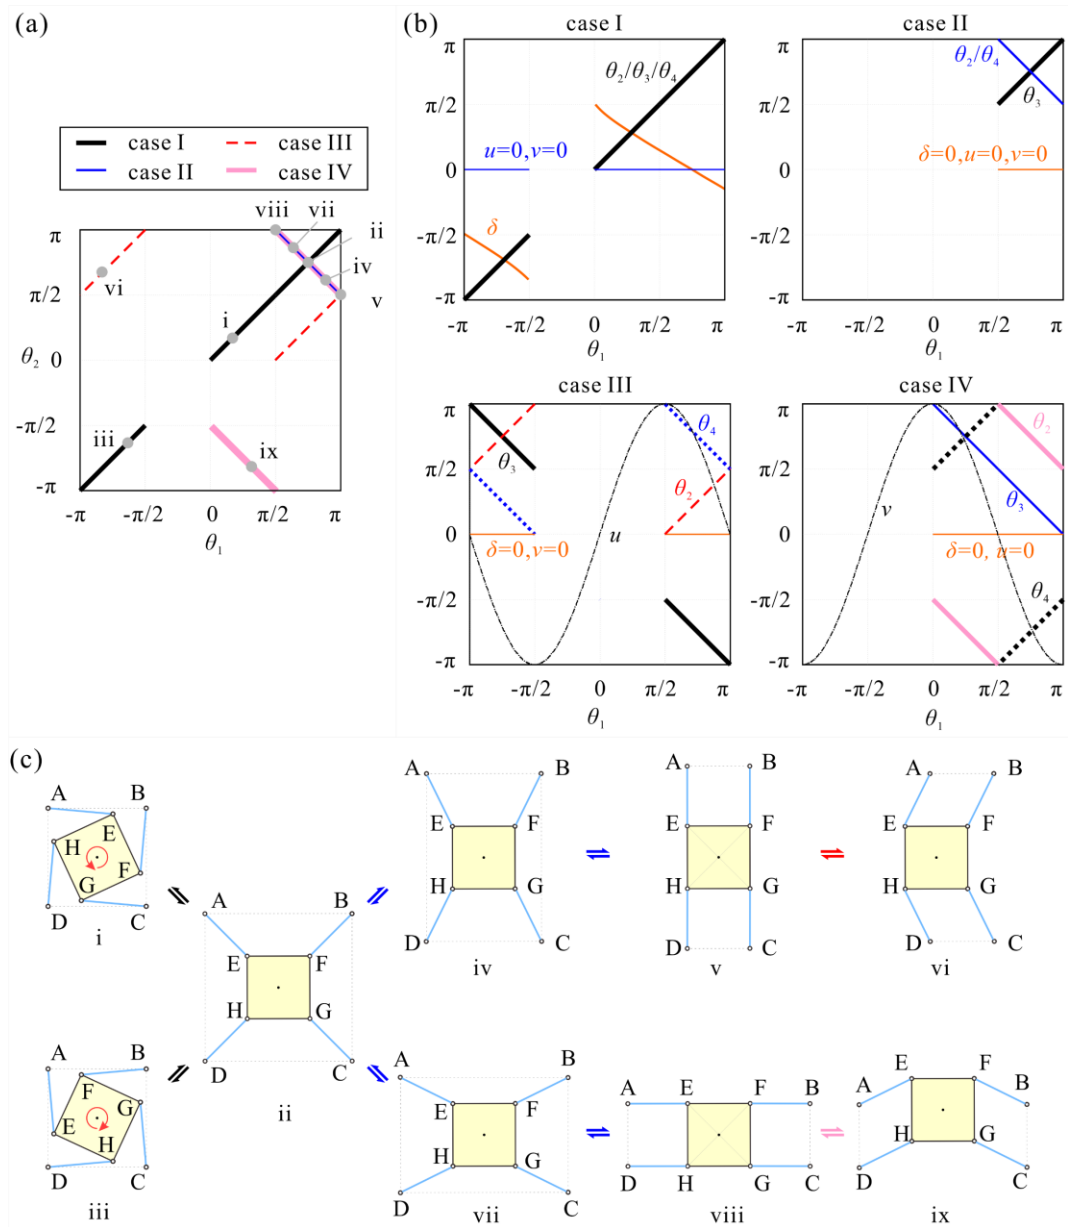 (a)
case I
case III
case II
case IV
viii
vii
ii
iv
v
vi
i
iii
ix
π
π/2
θ₂
0
-π/2
-π
-π
-π/2
0
π/2
π
θ₁
(b)
case I
π
π/2
0
-π/2
-π
θ₂/θ₃/θ₄
u=0,v=0
δ
-π
-π/2
0
π/2
π
θ₁
case II
π
π/2
0
-π/2
-π
θ₂/θ₄
θ₃
δ=0,u=0,v=0
-π
-π/2
0
π/2
π
θ₁
case III
π
π/2
0
-π/2
-π
θ₃
θ₄
θ₂
u
δ=0,v=0
-π
-π/2
0
π/2
π
θ₁
case IV
π
π/2
0
-π/2
-π
θ₂
v
θ₃
δ=0, u=0
θ₄
-π
-π/2
0
π/2
π
θ₁
(c)
A B
E
H
F
G
D C
i
A B
E F
H G
D C
ii
A B
F
G
E
H
D C
iii
A B
E F
H G
D C
iv
A B
E F
H G
D C
v
A B
E F
H G
D C
vi
A B
E F
H G
D C
vii
A E F B
D H G C
viii
E F
A B
H G
D C
ix